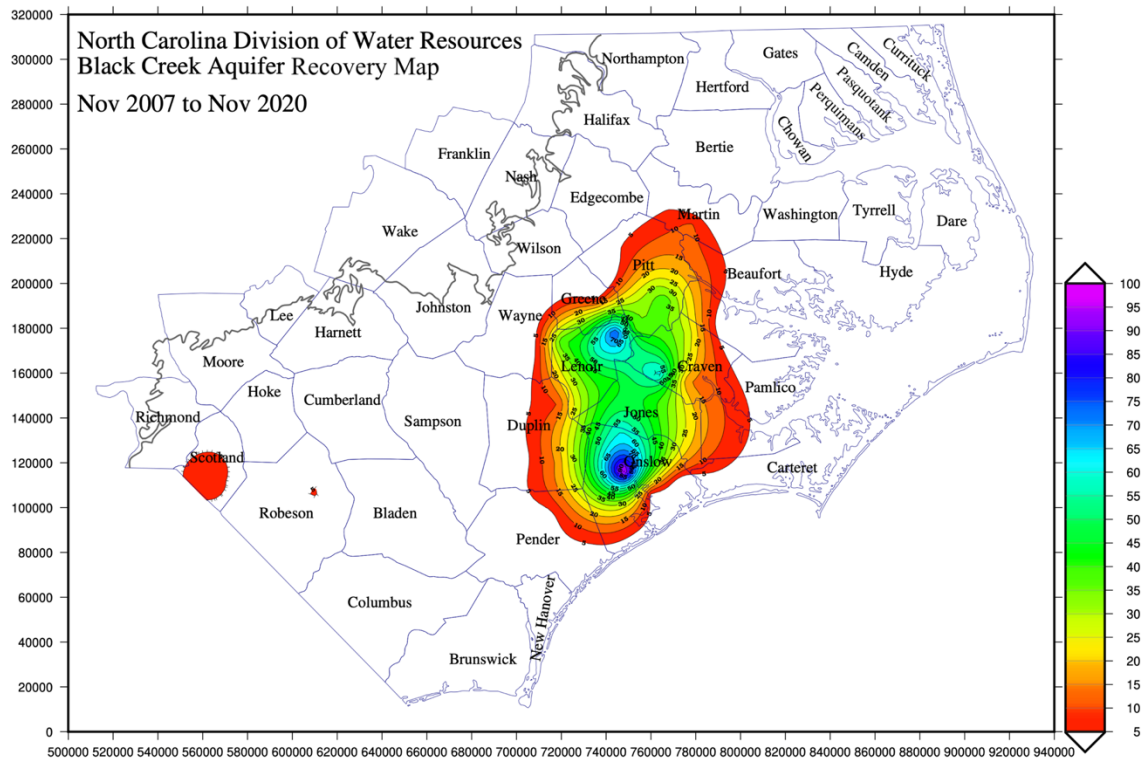 North Carolina Division of Water Resources
Black Creek Aquifer Recovery Map
Nov 2007 to Nov 2020
320000
300000
280000
260000
240000
220000
200000
180000
160000
140000
120000
100000
80000
60000
40000
20000
0
Northampton
Gates
Camden
Currituck
Hertford
Pasquotank
Perquimans
Halifax
Chowan
Franklin
Bertie
Nash
Edgecombe
Martin
Washington
Tyrrell
Dare
Wake
Wilson
Pitt
Beaufort
Hyde
Greene
Johnston
Wayne
Lee
Harnett
Moore
Lenoir
Craven
Hoke
Cumberland
Pamlico
Richmond
Sampson
Duplin
Jones
Scotland
Onslow
Carteret
Robeson
Bladen
Pender
Columbus
New Hanover
Brunswick
100
95
90
85
80
75
70
65
60
55
50
45
40
35
30
25
20
15
10
5
500000 520000 540000 560000 580000 600000 620000 640000 660000 680000 700000 720000 740000 760000 780000 800000 820000 840000 860000 880000 900000 920000 940000